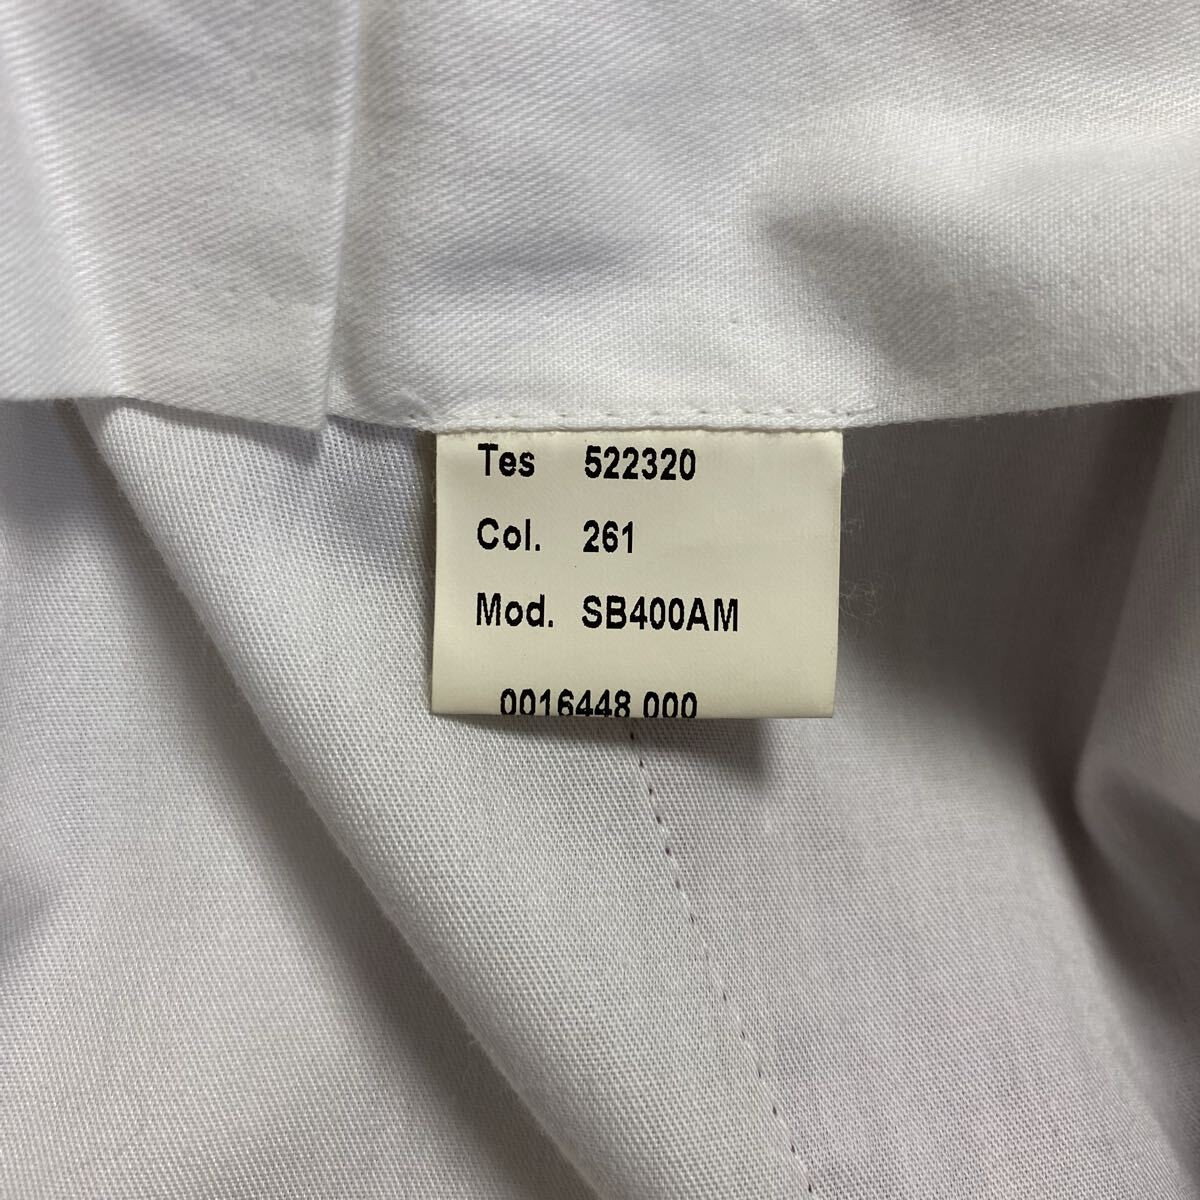 Tes 522320
Col. 261
Mod. SB400AM
0016448 000